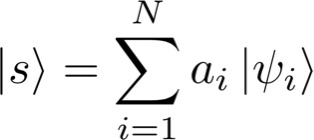 |s⟩ = ∑_{i=1}^{N} a_i |ψ_i⟩